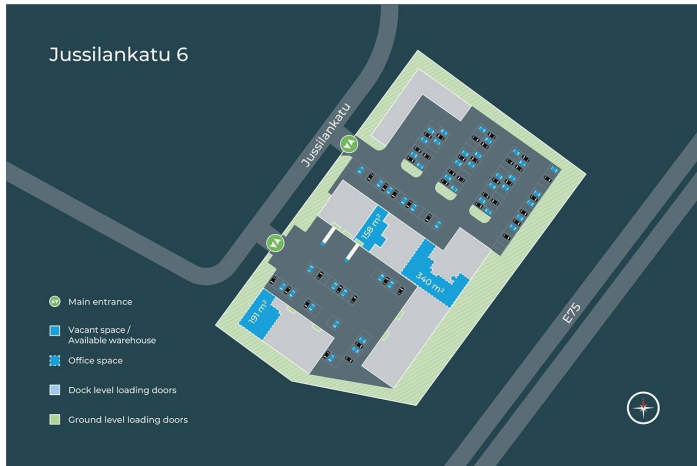 Jussilankatu 6
Jussilankatu
158 m²
340 m²
191 m²
E75
Main entrance
Vacant space /
Available warehouse
Office space
Dock level loading doors
Ground level loading doors